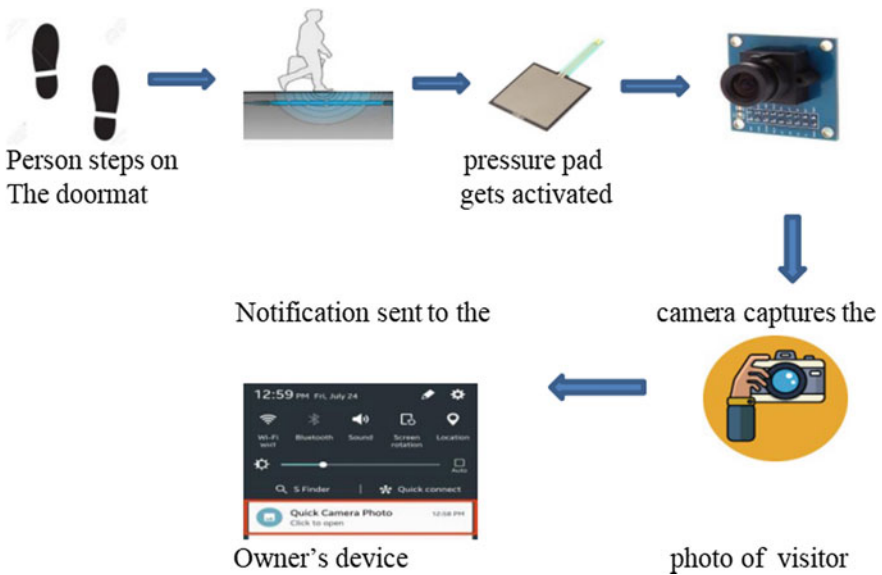 Person steps on
The doormat
pressure pad
gets activated
camera captures the
photo of visitor
Notification sent to the
12:59 PM Fri, July 24
Wi-Fi
Bluetooth
Sound
Screen
rotation
Location
Auto
S Finder
Quick connect
Quick Camera Photo
12:58 PM
Click to open
Owner's device